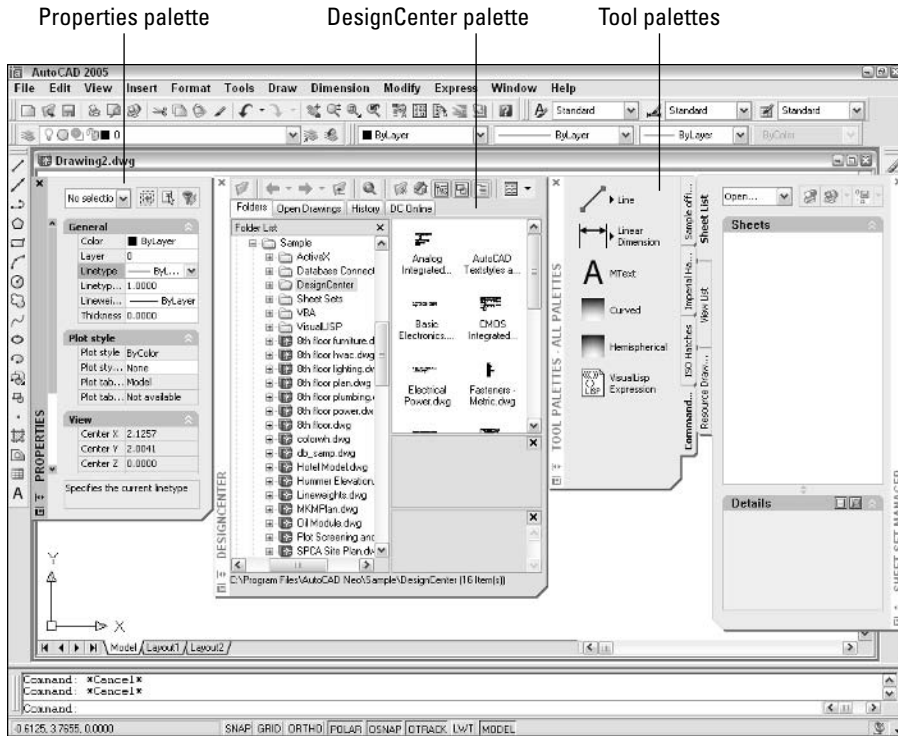 Properties palette DesignCenter palette Tool palettes
AutoCAD 2005
File Edit View Insert Format Tools Draw Dimension Modify Express Window Help
Standard Standard Standard
0 ByLayer ByLayer ByLayer ByColor
Drawing2.dwg
No selectio
General
Color ByLayer
Layer 0
Linetype ByL...
Linetyp... 1.0000
Linewei... ByLayer
Thickness 0.0000
Plot style
Plot style ByColor
Plot sty... None
Plot tab... Model
Plot tab... Not available
View
Center X 2.1257
Center Y 2.0041
Center Z 0.0000
Specifies the current linetype
PROPERTIES
Folders Open Drawings History DC Online
Folder List
Sample
ActiveX
Database Connect
DesignCenter
Sheet Sets
VBA
VisualLISP
8th floor furniture.d
8th floor hvac.dwg
8th floor lighting.dv
8th floor plan.dwg
8th floor plumbing.
8th floor power.dw
8th floor.dwg
colorwh.dwg
db_samp.dwg
Hotel Model.dwg
Hummer Elevation.
Lineweights.dwg
MKMPlan.dwg
Oil Module.dwg
Plot Screening and
SPCA Site Plan.dv
Analog Integrated...
AutoCAD Textstyles a...
Basic Electronics...
CMOS Integrated...
Electrical Power.dwg
Fasteners - Metric.dwg
C:\Program Files\AutoCAD Neo\Sample\DesignCenter (16 Item(s))
DESIGNCENTER
Line
Linear Dimension
A MText
Curved
Hemispherical
VisualLisp Expression
TOOL PALETTES - ALL PALETTES
Sample offi...
Imperial Ha...
ISO Hatches
Command...
Sheet List
View List
Resource Draw...
Open...
Sheets
Details
SHEET SET MANAGER
Y
X
Model Layout1 Layout2
Command: *Cancel*
Command: *Cancel*
Command:
-0.6125, 3.7655, 0.0000 SNAP GRID ORTHO POLAR OSNAP OTRACK LWT MODEL